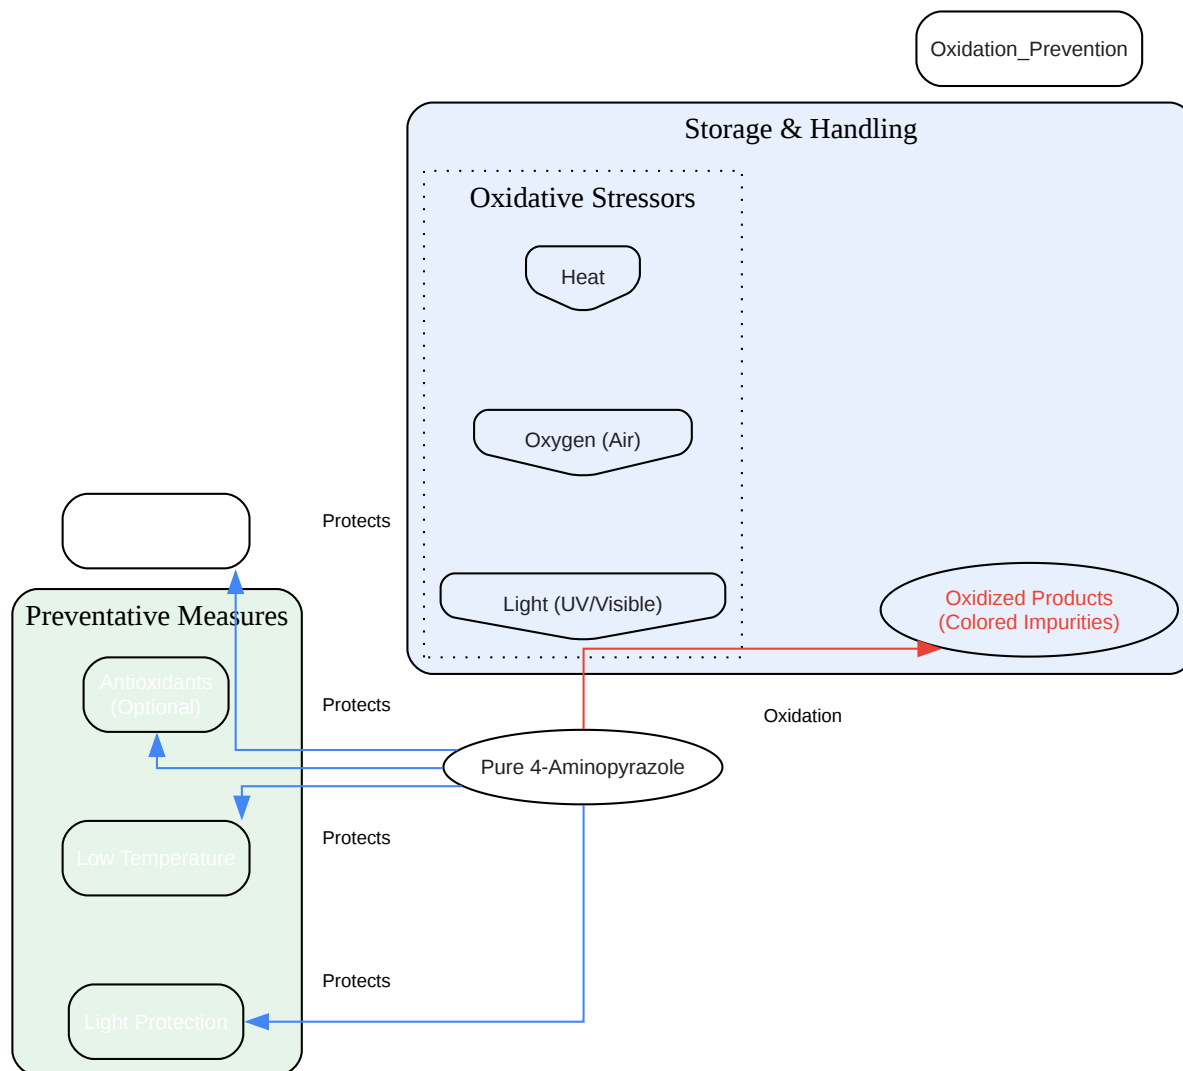 Oxidation_Prevention
Storage & Handling
Oxidative Stressors
Heat
Oxygen (Air)
Protects
Light (UV/Visible)
Oxidized Products
(Colored Impurities)
Preventative Measures
Antioxidants
(Optional)
Protects
Oxidation
Pure 4-Aminopyrazole
Protects
Low Temperature
Protects
Light Protection